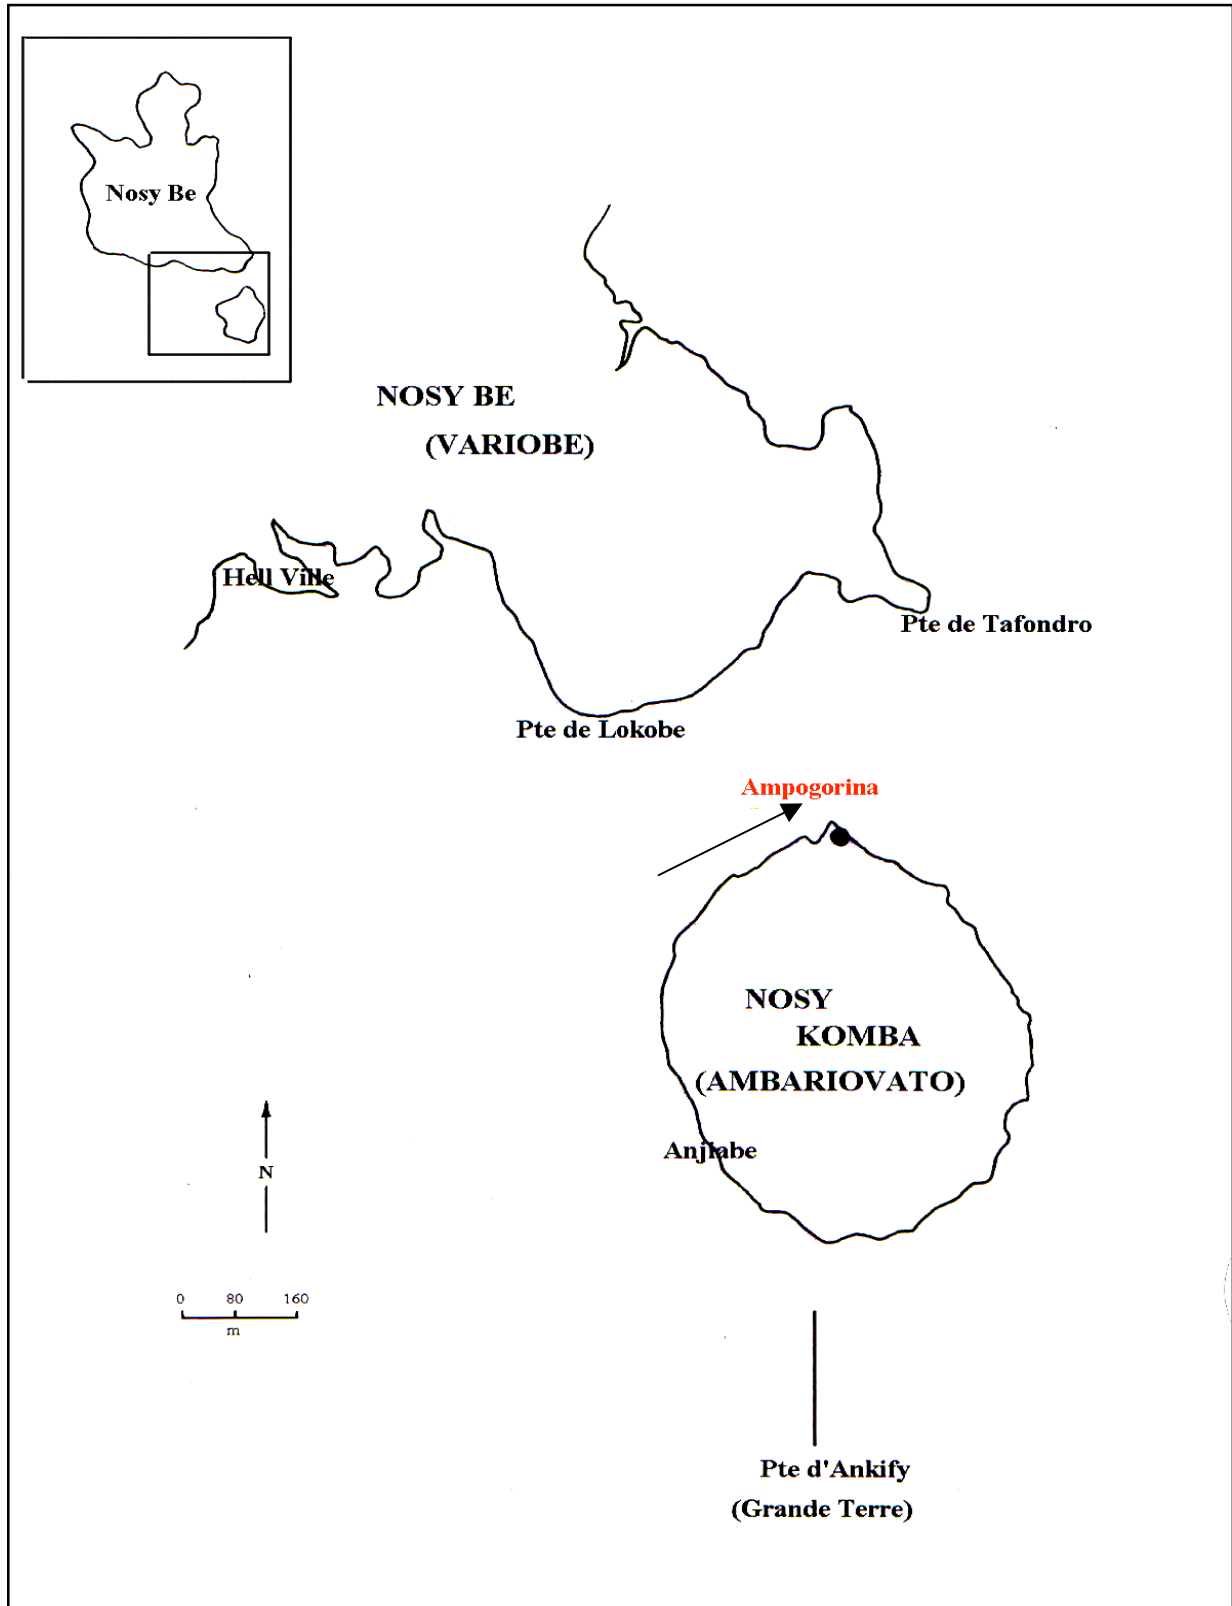 Nosy Be
NOSY BE
(VARIOBE)
Hell Ville
Pte de Tafondro
Pte de Lokobe
Ampogorina
NOSY
KOMBA
(AMBARIOVATO)
Anjiabe
N
0 80 160
m
Pte d'Ankify
(Grande Terre)